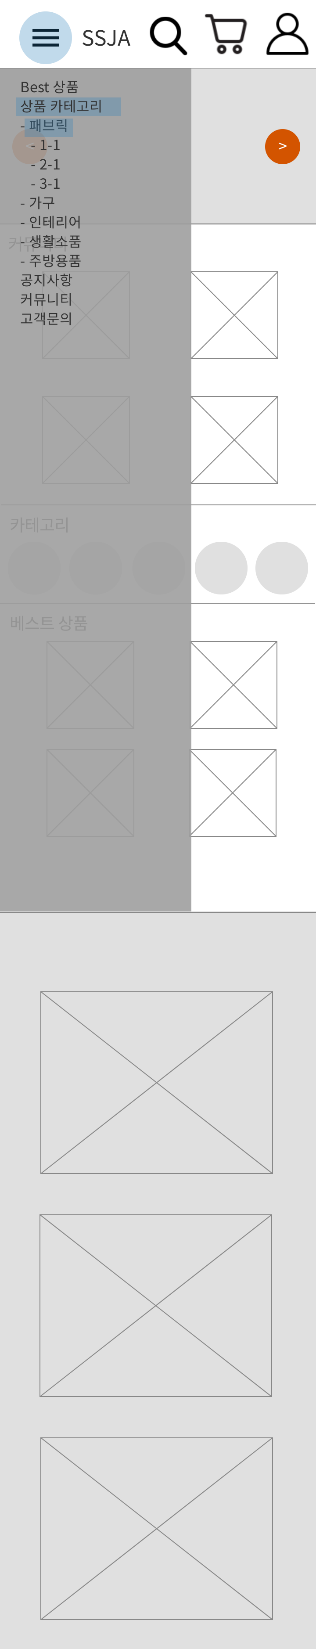 SSJA
Best 상품
상품 카테고리
- 패브릭
- 1-1
- 2-1
- 3-1
- 가구
- 인테리어
- 생활소품
- 주방용품
공지사항
커뮤니티
고객문의
>
카테고리
베스트 상품